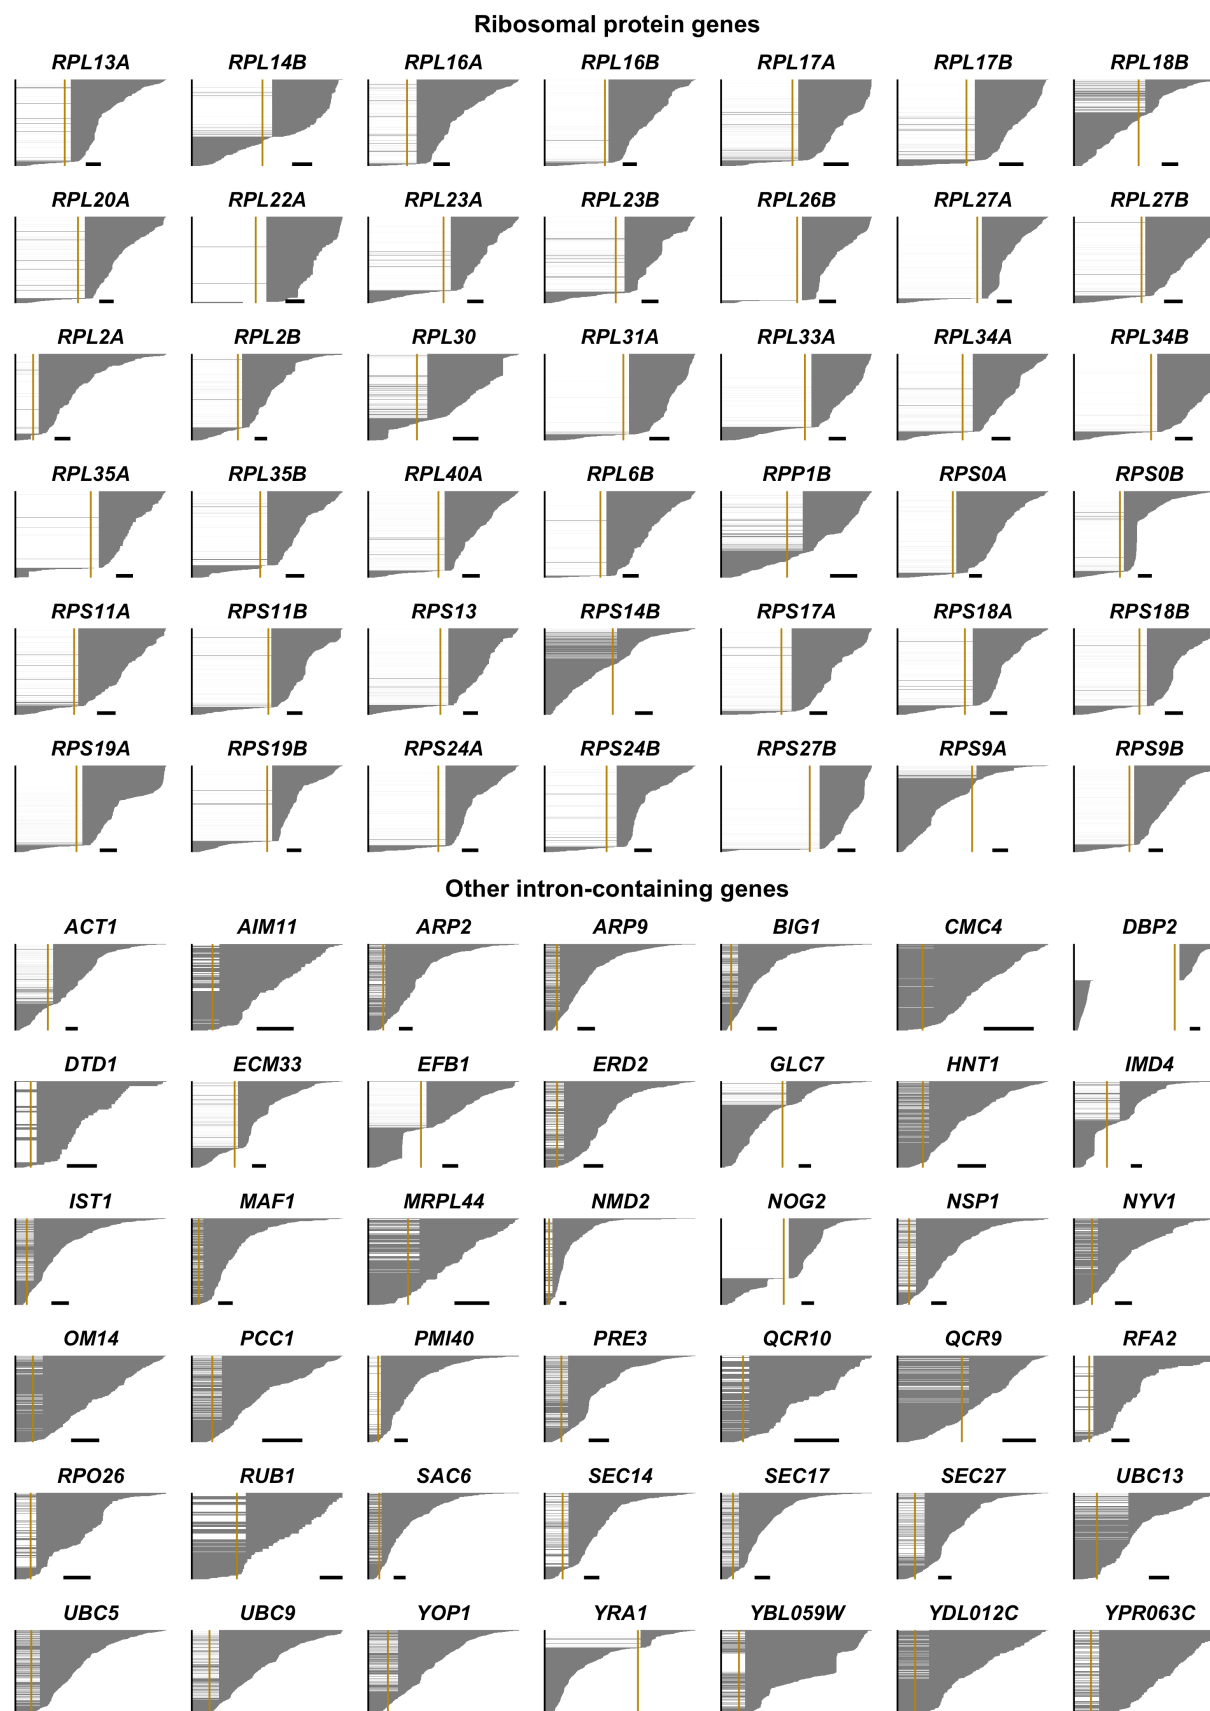 Ribosomal protein genes
RPL13A RPL14B RPL16A RPL16B RPL17A RPL17B RPL18B
RPL20A RPL22A RPL23A RPL23B RPL26B RPL27A RPL27B
RPL2A RPL2B RPL30 RPL31A RPL33A RPL34A RPL34B
RPL35A RPL35B RPL40A RPL6B RPP1B RPS0A RPS0B
RPS11A RPS11B RPS13 RPS14B RPS17A RPS18A RPS18B
RPS19A RPS19B RPS24A RPS24B RPS27B RPS9A RPS9B
Other intron-containing genes
ACT1 AIM11 ARP2 ARP9 BIG1 CMC4 DBP2
DTD1 ECM33 EFB1 ERD2 GLC7 HNT1 IMD4
IST1 MAF1 MRPL44 NMD2 NOG2 NSP1 NYV1
OM14 PCC1 PMI40 PRE3 QCR10 QCR9 RFA2
RPO26 RUB1 SAC6 SEC14 SEC17 SEC27 UBC13
UBC5 UBC9 YOP1 YRA1 YBL059W YDL012C YPR063C